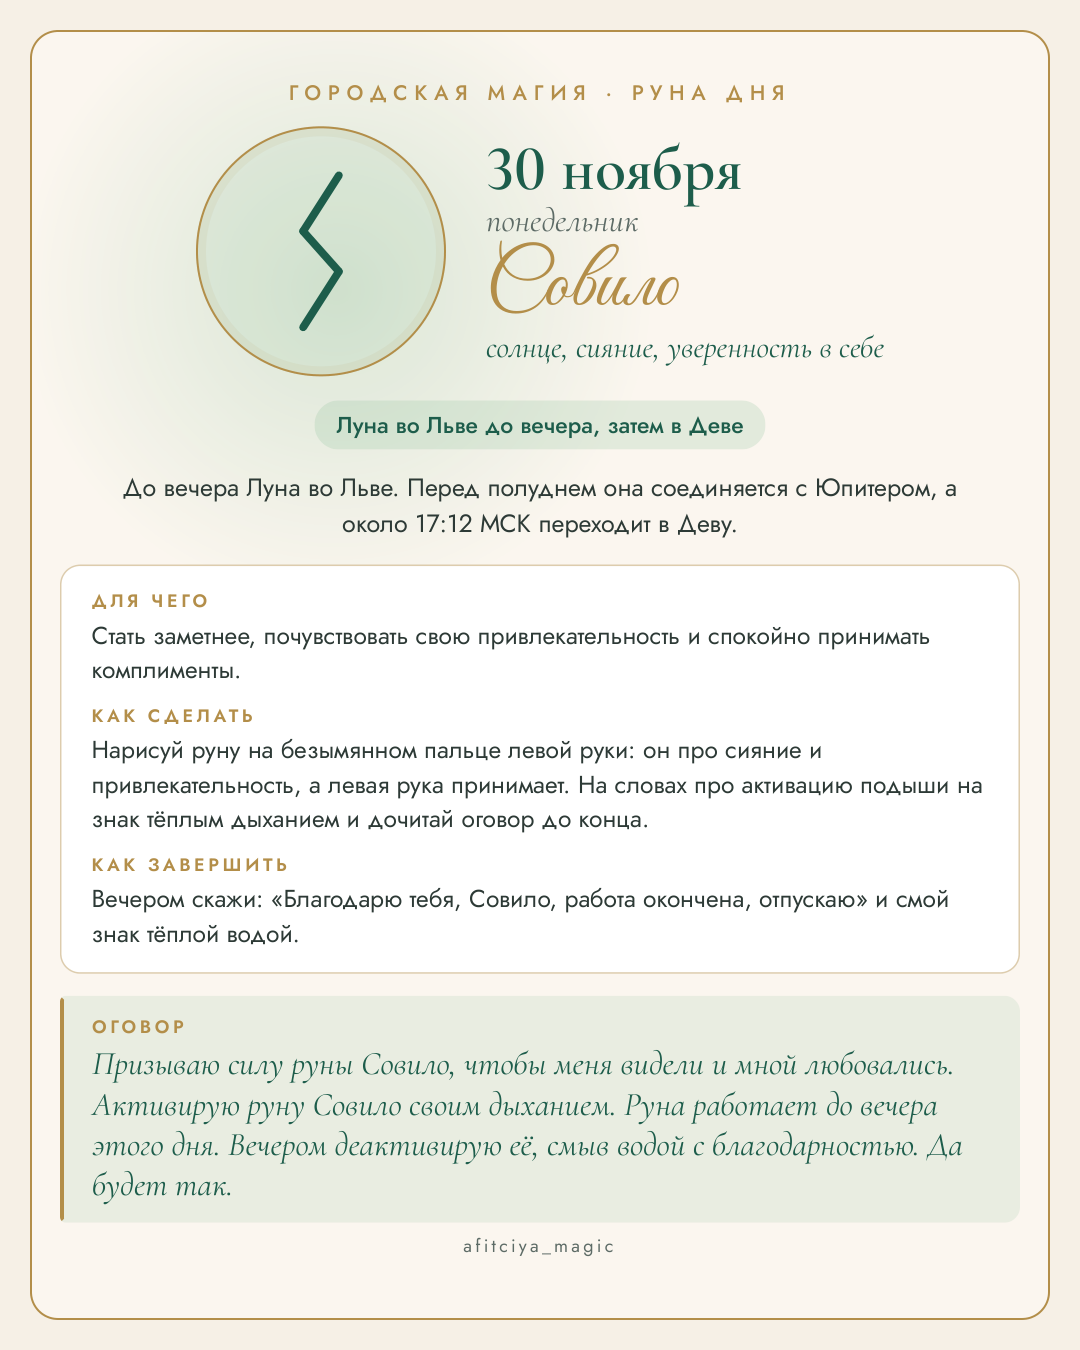 ГОРОДСКАЯ МАГИЯ · РУНА ДНЯ
30 ноября
понедельник
Совило
солнце, сияние, уверенность в себе
Луна во Льве до вечера, затем в Деве
До вечера Луна во Льве. Перед полуднем она соединяется с Юпитером, а
около 17:12 МСК переходит в Деву.
ДЛЯ ЧЕГО
Стать заметнее, почувствовать свою привлекательность и спокойно принимать
комплименты.
КАК СДЕЛАТЬ
Нарисуй руну на безымянном пальце левой руки: он про сияние и
привлекательность, а левая рука принимает. На словах про активацию подыши на
знак тёплым дыханием и дочитай оговор до конца.
КАК ЗАВЕРШИТЬ
Вечером скажи: «Благодарю тебя, Совило, работа окончена, отпускаю» и смой
знак тёплой водой.
ОГОВОР
Призываю силу руны Совило, чтобы меня видели и мной любовались.
Активирую руну Совило своим дыханием. Руна работает до вечера
этого дня. Вечером деактивирую её, смыв водой с благодарностью. Да
будет так.
afitciya_magic